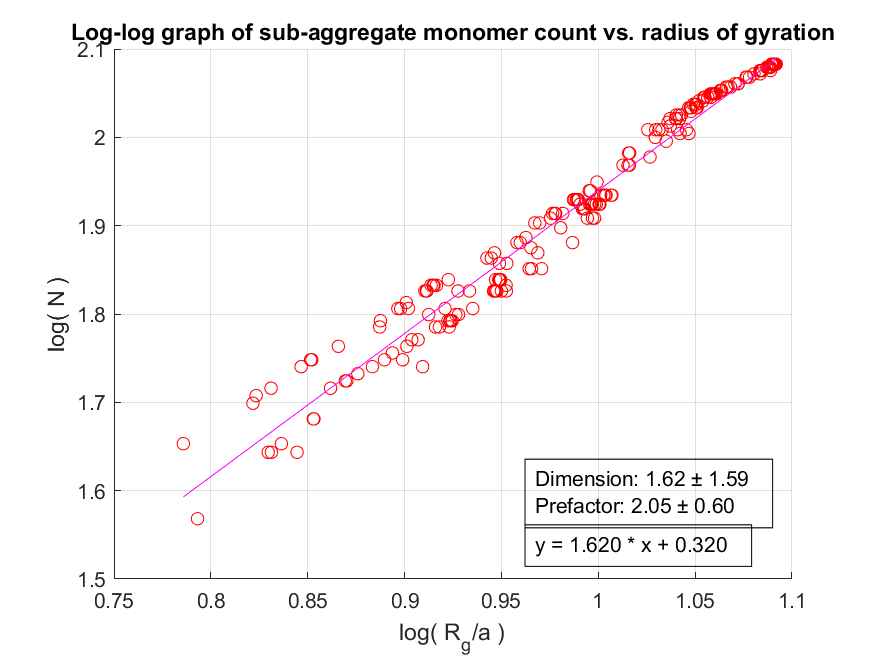 Log-log graph of sub-aggregate monomer count vs. radius of gyration
2.1
2
1.9
1.8
1.7
1.6
1.5
log( N )
Dimension: 1.62 ± 1.59
Prefactor: 2.05 ± 0.60
y = 1.620 * x + 0.320
0.75 0.8 0.85 0.9 0.95 1 1.05 1.1
log( Rg/a )